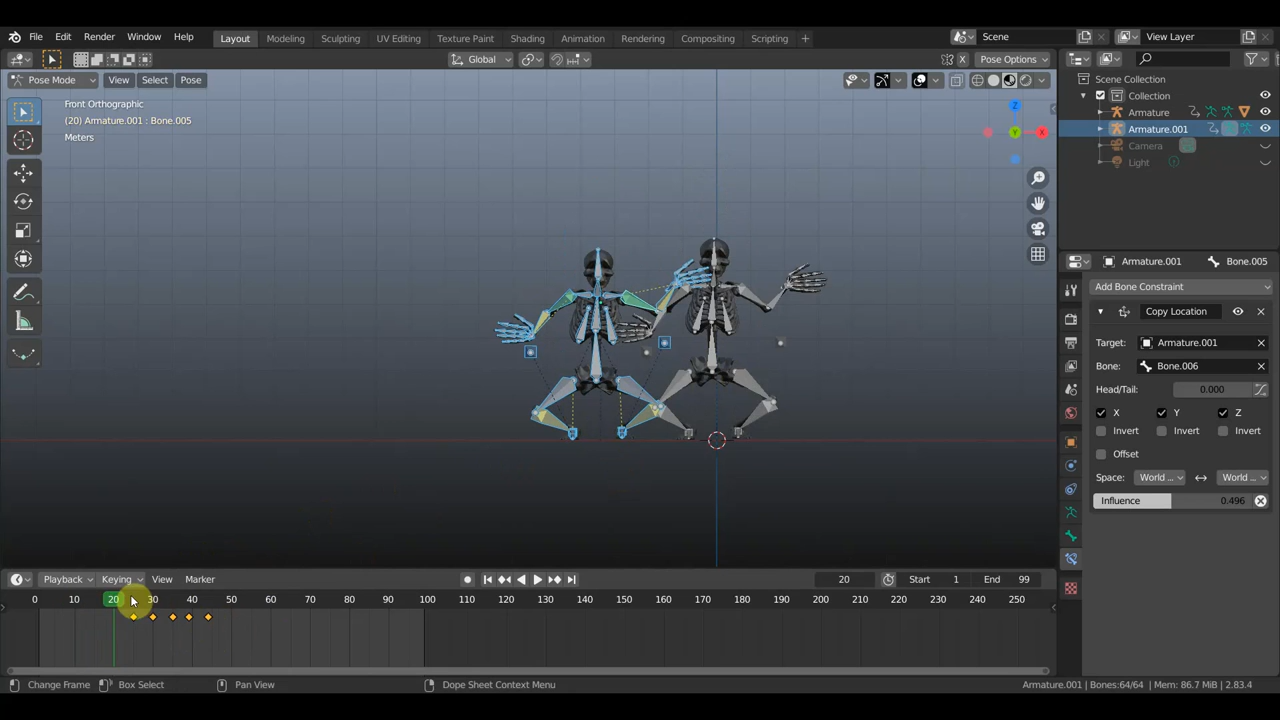 File Edit Render Window Help Layout Modeling Sculpting UV Editing Texture Paint Shading Animation Rendering Compositing Scripting + Scene View Layer
Global Pose Options
Pose Mode View Select Pose
Front Orthographic
(20) Armature.001 : Bone.005
Meters
Z
Y
X
Scene Collection
Collection
Armature
Armature.001
Camera
Light
Armature.001 Bone.005
Add Bone Constraint
Copy Location
Target: Armature.001
Bone: Bone.006
Head/Tail: 0.000
X Y Z
Invert Invert Invert
Offset
Space: World ... World ...
Influence 0.496
Playback Keying View Marker 20 Start 1 End 99
0 10 20 30 40 50 60 70 80 90 100 110 120 130 140 150 160 170 180 190 200 210 220 230 240 250
Change Frame Box Select Pan View Dope Sheet Context Menu Armature.001 | Bones:64/64 | Mem: 86.7 MiB | 2.83.4